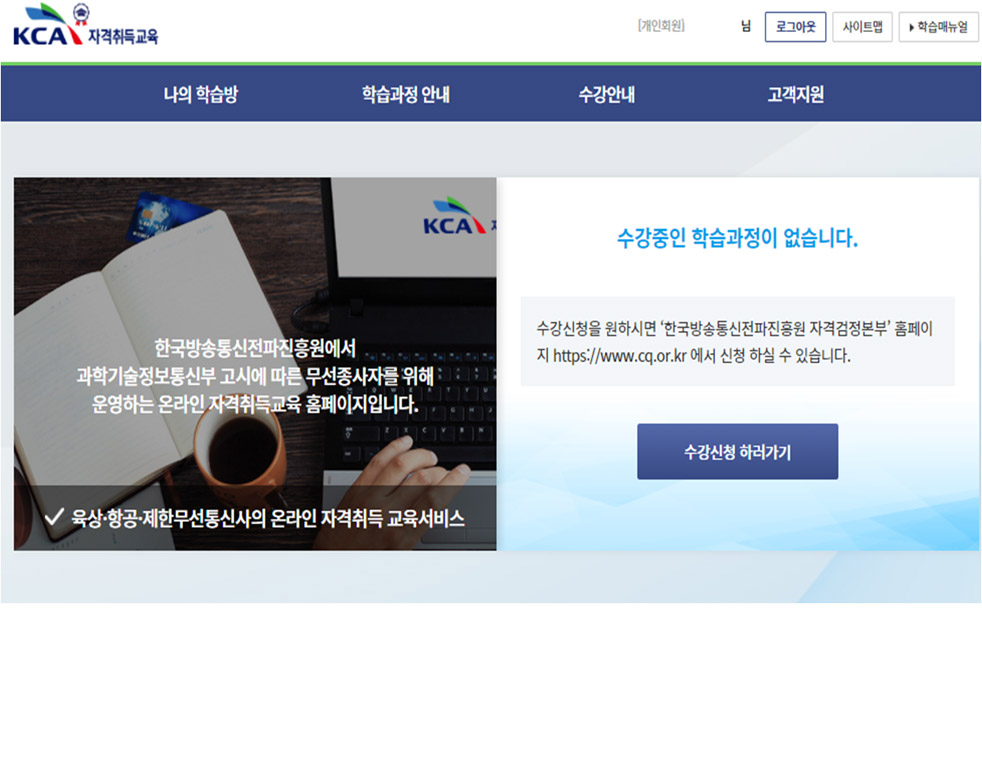 KCA 자격취득교육
[개인회원] 님 로그아웃 사이트맵 학습매뉴얼
나의 학습방 학습과정 안내 수강안내 고객지원
KCA 자
한국방송통신전파진흥원에서
과학기술정보통신부 고시에 따른 무선종사자를 위해
운영하는 온라인 자격취득교육 홈페이지입니다.
육상·항공·제한무선통신사의 온라인 자격취득 교육서비스
수강중인 학습과정이 없습니다.
수강신청을 원하시면 ‘한국방송통신전파진흥원 자격검정본부’ 홈페이
지 https://www.cq.or.kr 에서 신청 하실 수 있습니다.
수강신청 하러가기